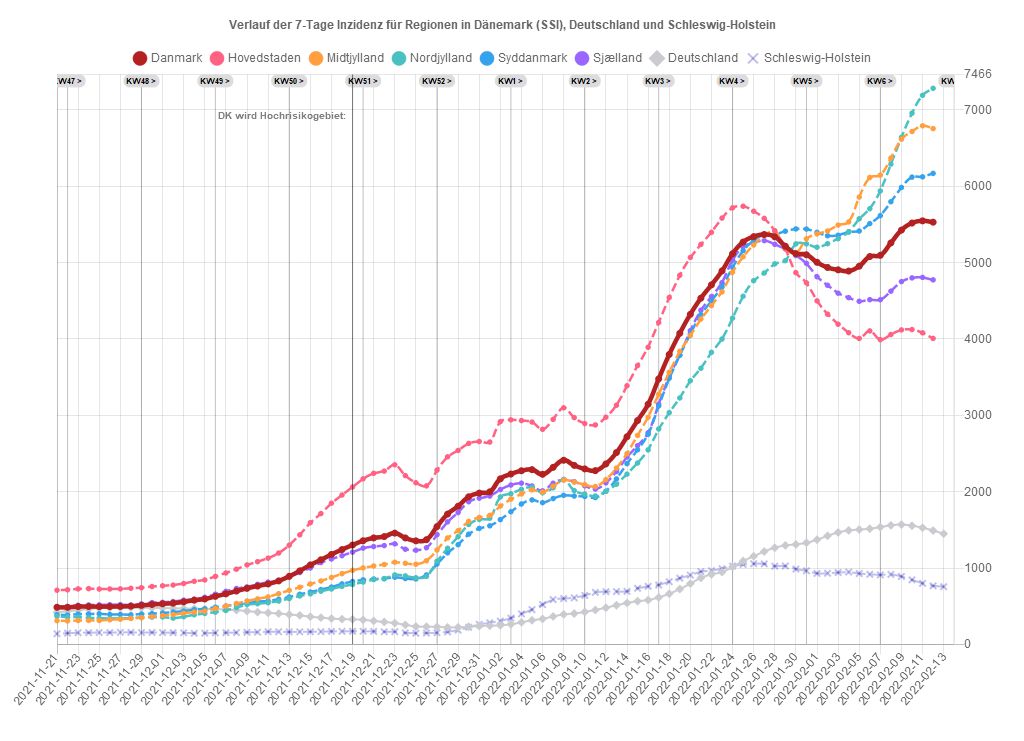 Verlauf der 7-Tage Inzidenz für Regionen in Dänemark (SSI), Deutschland und Schleswig-Holstein
Danmark Hovedstaden Midtjylland Nordjylland Syddanmark Sjælland Deutschland Schleswig-Holstein
KW47 > KW48 > KW49 > KW50 > KW51 > KW52 > KW1 > KW2 > KW3 > KW4 > KW5 > KW6 > KW
7466
7000
DK wird Hochrisikogebiet:
6000
5000
4000
3000
2000
1000
0
2021-11-21 2021-11-23 2021-11-25 2021-11-27 2021-11-29 2021-12-01 2021-12-03 2021-12-05 2021-12-07 2021-12-09 2021-12-11 2021-12-13 2021-12-15 2021-12-17 2021-12-19 2021-12-21 2021-12-23 2021-12-25 2021-12-27 2021-12-29 2021-12-31 2022-01-02 2022-01-04 2022-01-06 2022-01-08 2022-01-10 2022-01-12 2022-01-14 2022-01-16 2022-01-18 2022-01-20 2022-01-22 2022-01-24 2022-01-26 2022-01-28 2022-01-30 2022-02-01 2022-02-03 2022-02-05 2022-02-07 2022-02-09 2022-02-11 2022-02-13